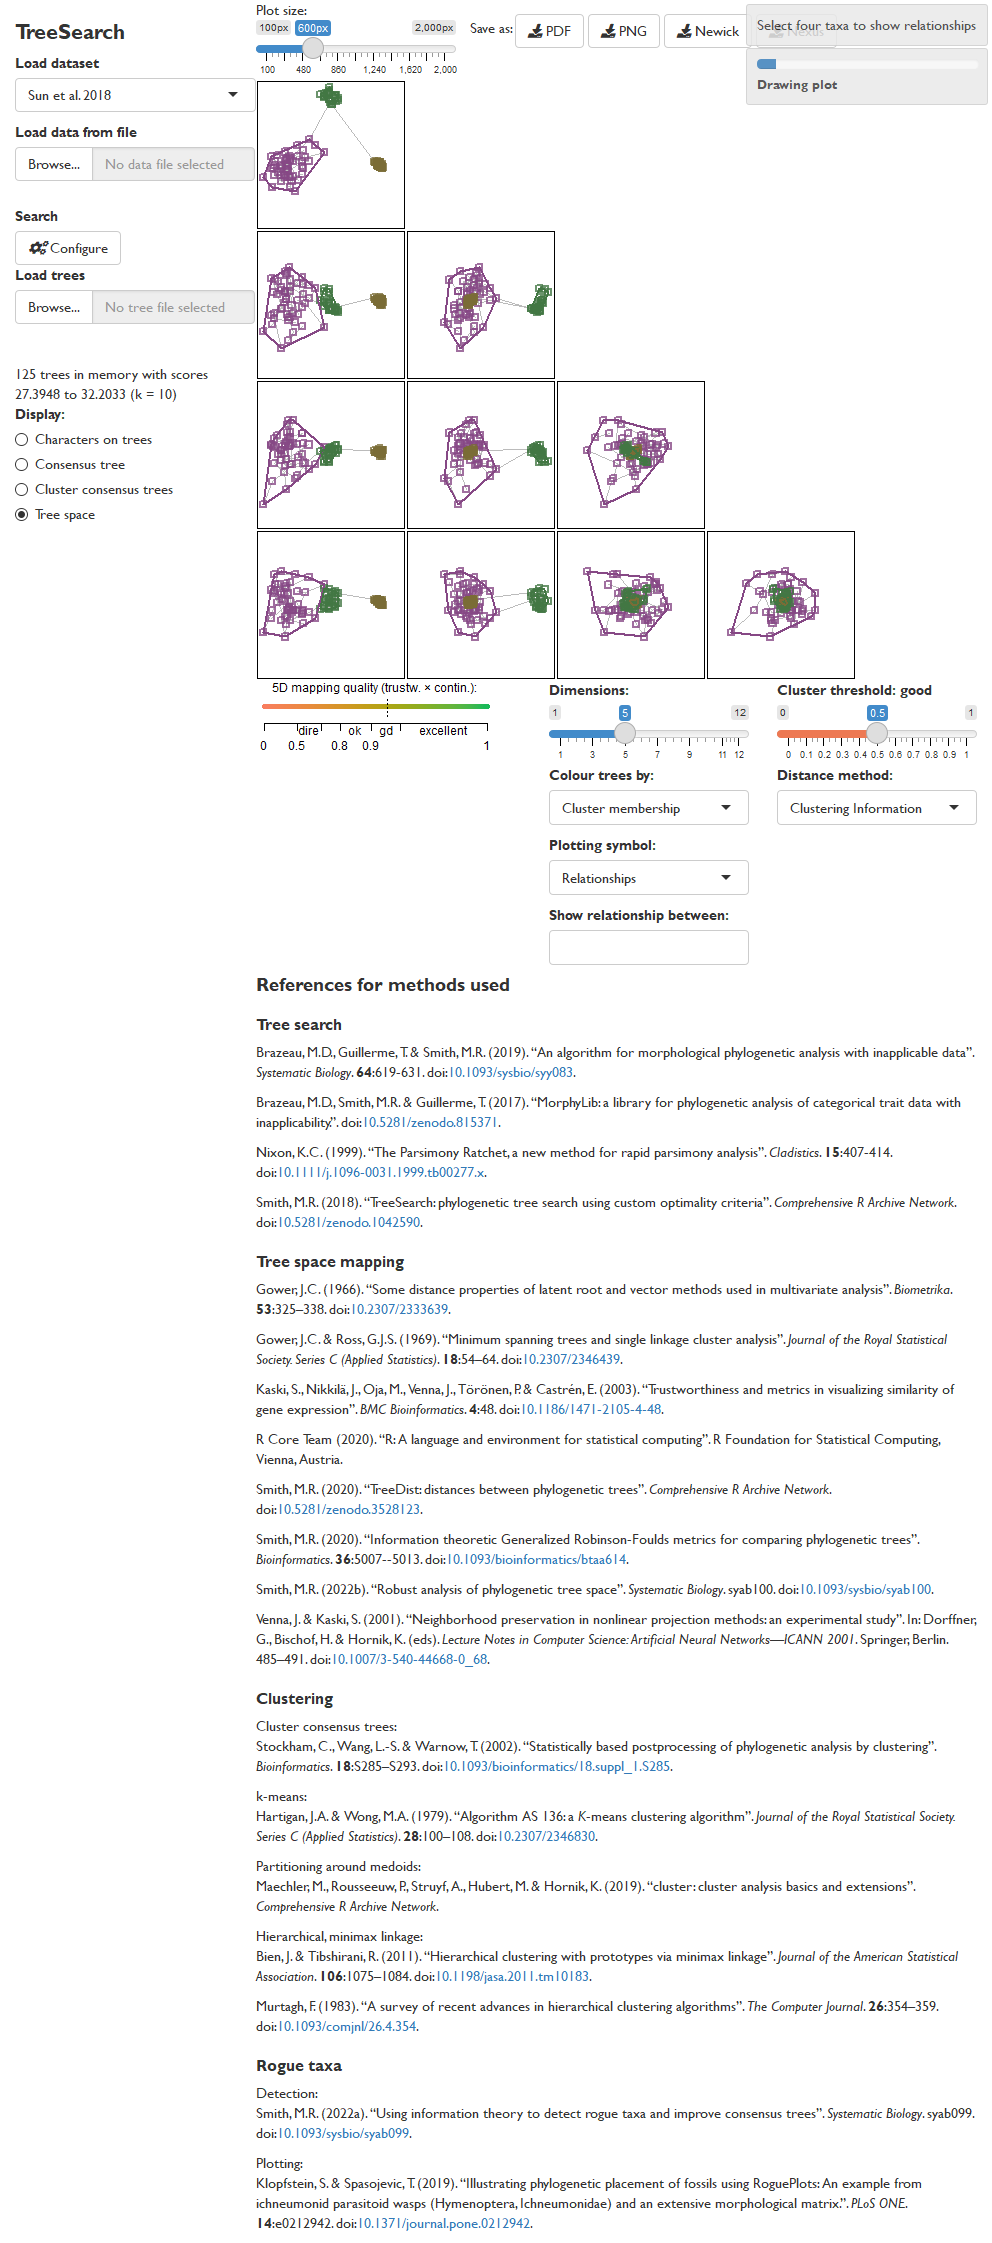 TreeSearch
Load dataset
Sun et al. 2018
Load data from file
Browse... No data file selected
Search
Configure
Load trees
Browse... No tree file selected
125 trees in memory with scores
27.3948 to 32.2033 (k = 10)
Display:
Characters on trees
Consensus tree
Cluster consensus trees
Tree space
Plot size:
100px 600px 2,000px
100 480 860 1,240 1,620 2,000
Save as: PDF PNG Newick Nexus
Select four taxa to show relationships
Drawing plot
5D mapping quality (trustw. × contin.):
dire ok gd excellent
0 0.5 0.8 0.9 1
Dimensions:
1 5 12
1 3 5 7 9 11 12
Colour trees by:
Cluster membership
Plotting symbol:
Relationships
Show relationship between:
Cluster threshold: good
0 0.5 1
0 0.1 0.2 0.3 0.4 0.5 0.6 0.7 0.8 0.9 1
Distance method:
Clustering Information
References for methods used
Tree search
Brazeau, M.D., Guillerme, T. & Smith, M.R. (2019). “An algorithm for morphological phylogenetic analysis with inapplicable data”.
Systematic Biology. 64:619-631. doi:10.1093/sysbio/syy083.
Brazeau, M.D., Smith, M.R. & Guillerme, T. (2017). “MorphyLib: a library for phylogenetic analysis of categorical trait data with
inapplicability.”. doi:10.5281/zenodo.815371.
Nixon, K.C. (1999). “The Parsimony Ratchet, a new method for rapid parsimony analysis”. Cladistics. 15:407-414.
doi:10.1111/j.1096-0031.1999.tb00277.x.
Smith, M.R. (2018). “TreeSearch: phylogenetic tree search using custom optimality criteria”. Comprehensive R Archive Network.
doi:10.5281/zenodo.1042590.
Tree space mapping
Gower, J.C. (1966). “Some distance properties of latent root and vector methods used in multivariate analysis”. Biometrika.
53:325–338. doi:10.2307/2333639.
Gower, J.C. & Ross, G.J.S. (1969). “Minimum spanning trees and single linkage cluster analysis”. Journal of the Royal Statistical
Society. Series C (Applied Statistics). 18:54–64. doi:10.2307/2346439.
Kaski, S., Nikkilä, J., Oja, M., Venna, J., Törönen, P. & Castrén, E. (2003). “Trustworthiness and metrics in visualizing similarity of
gene expression”. BMC Bioinformatics. 4:48. doi:10.1186/1471-2105-4-48.
R Core Team (2020). “R: A language and environment for statistical computing”. R Foundation for Statistical Computing,
Vienna, Austria.
Smith, M.R. (2020). “TreeDist: distances between phylogenetic trees”. Comprehensive R Archive Network.
doi:10.5281/zenodo.3528123.
Smith, M.R. (2020). “Information theoretic Generalized Robinson-Foulds metrics for comparing phylogenetic trees”.
Bioinformatics. 36:5007--5013. doi:10.1093/bioinformatics/btaa614.
Smith, M.R. (2022b). “Robust analysis of phylogenetic tree space”. Systematic Biology. syab100. doi:10.1093/sysbio/syab100.
Venna, J. & Kaski, S. (2001). “Neighborhood preservation in nonlinear projection methods: an experimental study”. In: Dorffner,
G., Bischof, H. & Hornik, K. (eds). Lecture Notes in Computer Science: Artificial Neural Networks—ICANN 2001. Springer, Berlin.
485–491. doi:10.1007/3-540-44668-0_68.
Clustering
Cluster consensus trees:
Stockham, C., Wang, L.-S. & Warnow, T. (2002). “Statistically based postprocessing of phylogenetic analysis by clustering”.
Bioinformatics. 18:S285–S293. doi:10.1093/bioinformatics/18.suppl_1.S285.
k-means:
Hartigan, J.A. & Wong, M.A. (1979). “Algorithm AS 136: a K-means clustering algorithm”. Journal of the Royal Statistical Society.
Series C (Applied Statistics). 28:100–108. doi:10.2307/2346830.
Partitioning around medoids:
Maechler, M., Rousseeuw, P., Struyf, A., Hubert, M. & Hornik, K. (2019). “cluster: cluster analysis basics and extensions”.
Comprehensive R Archive Network.
Hierarchical, minimax linkage:
Bien, J. & Tibshirani, R. (2011). “Hierarchical clustering with prototypes via minimax linkage”. Journal of the American Statistical
Association. 106:1075–1084. doi:10.1198/jasa.2011.tm10183.
Murtagh, F. (1983). “A survey of recent advances in hierarchical clustering algorithms”. The Computer Journal. 26:354–359.
doi:10.1093/comjnl/26.4.354.
Rogue taxa
Detection:
Smith, M.R. (2022a). “Using information theory to detect rogue taxa and improve consensus trees”. Systematic Biology. syab099.
doi:10.1093/sysbio/syab099.
Plotting:
Klopfstein, S. & Spasojevic, T. (2019). “Illustrating phylogenetic placement of fossils using RoguePlots: An example from
ichneumonid parasitoid wasps (Hymenoptera, Ichneumonidae) and an extensive morphological matrix.”. PLoS ONE.
14:e0212942. doi:10.1371/journal.pone.0212942.